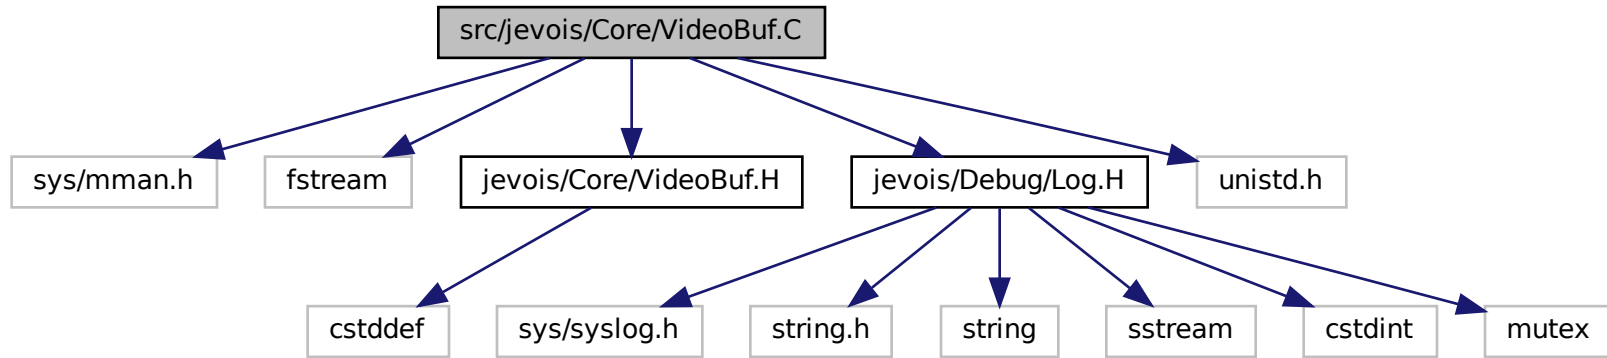 src/jevois/Core/VideoBuf.C
sys/mman.h
fstream
jevois/Core/VideoBuf.H
jevois/Debug/Log.H
unistd.h
cstddef
sys/syslog.h
string.h
string
sstream
cstdint
mutex